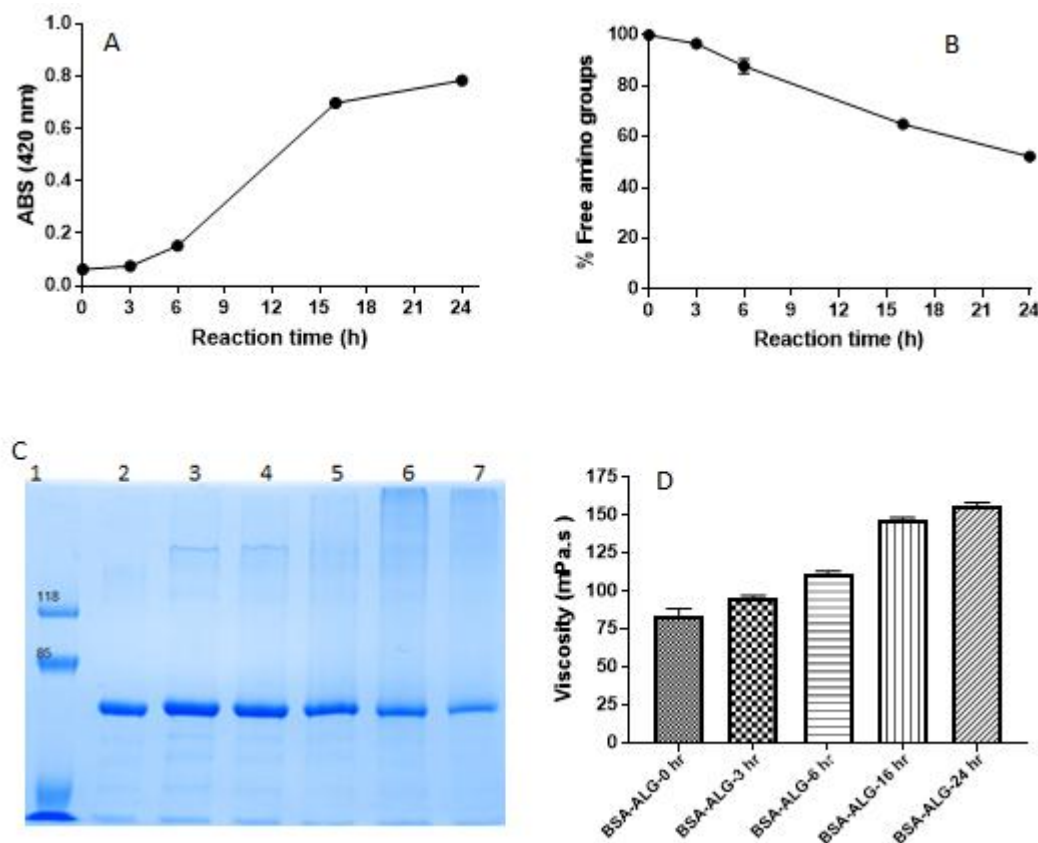 A
ABS (420 nm)
1.0
0.8
0.6
0.4
0.2
0.0
0 3 6 9 12 15 18 21 24
Reaction time (h)
B
% Free amino groups
100
80
60
40
20
0
0 3 6 9 12 15 18 21 24
Reaction time (h)
C
1 2 3 4 5 6 7
118
85
D
Viscosity (mPa.s )
175
150
125
100
75
50
25
0
BSA-ALG-0 hr
BSA-ALG-3 hr
BSA-ALG-6 hr
BSA-ALG-16 hr
BSA-ALG-24 hr